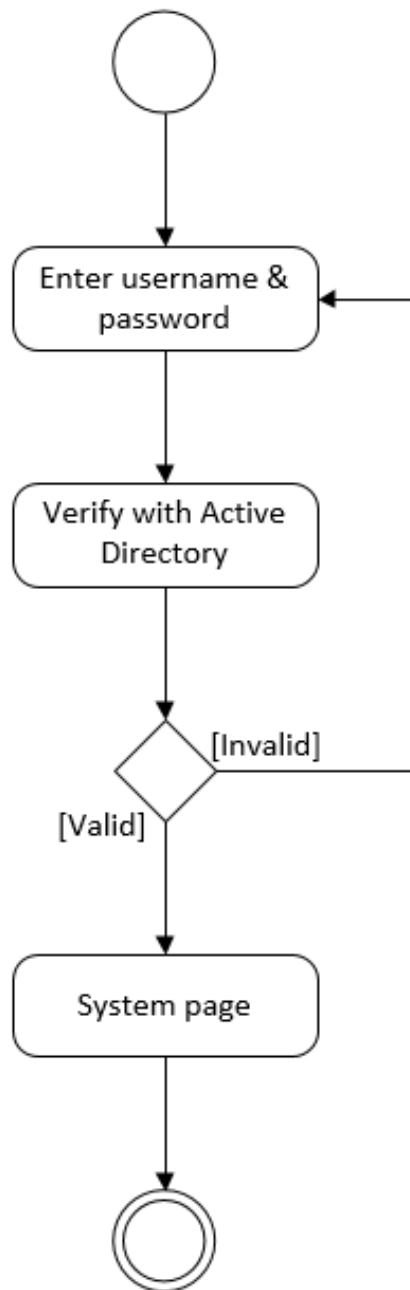 Enter username &
password
Verify with Active
Directory
[Invalid]
[Valid]
System page